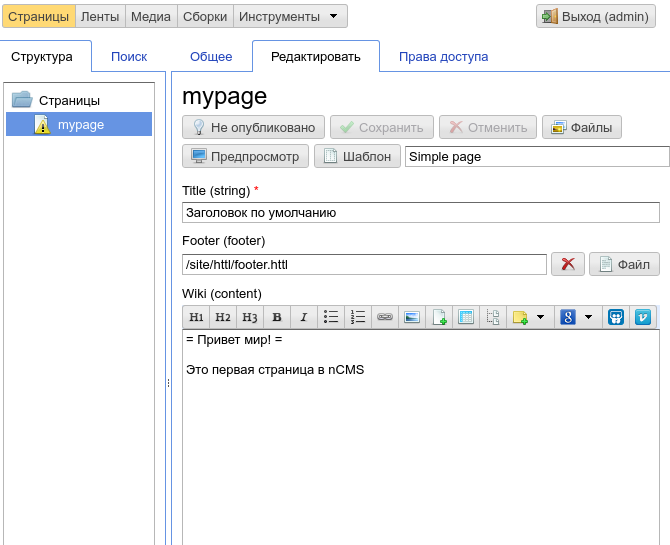 Страницы Ленты Медиа Сборки Инструменты Выход (admin)
Структура Поиск Общее Редактировать Права доступа
Страницы
mypage
mypage
Не опубликовано Сохранить Отменить Файлы
Предпросмотр Шаблон Simple page
Title (string) *
Заголовок по умолчанию
Footer (footer)
/site/httl/footer.httl Файл
Wiki (content)
H1 H2 H3 B I
= Привет мир! =
Это первая страница в nCMS